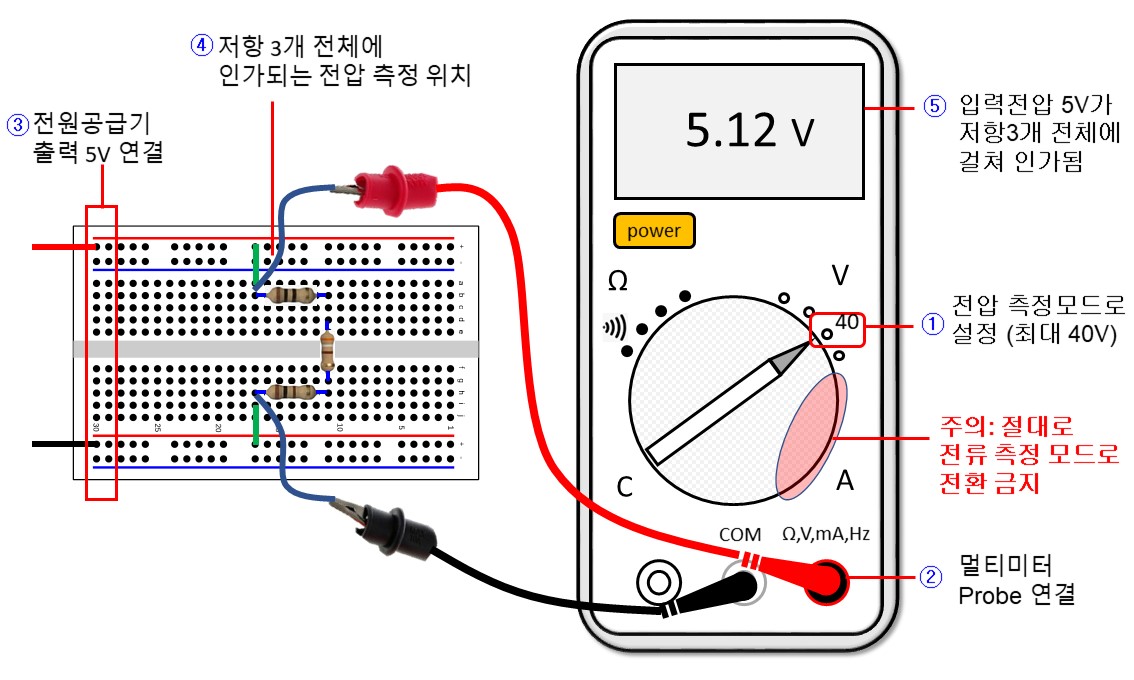 ④ 저항 3개 전체에
인가되는 전압 측정 위치
③ 전원공급기
출력 5V 연결
5.12 V
⑤ 입력전압 5V가
저항3개 전체에
걸쳐 인가됨
power
Ω
V
40
① 전압 측정모드로
설정 (최대 40V)
주의: 절대로
전류 측정 모드로
전환 금지
C
A
COM
Ω,V,mA,Hz
② 멀티미터
Probe 연결
+
-
a
b
c
d
e
f
g
h
i
j
30
25
20
10
5
1
+
-